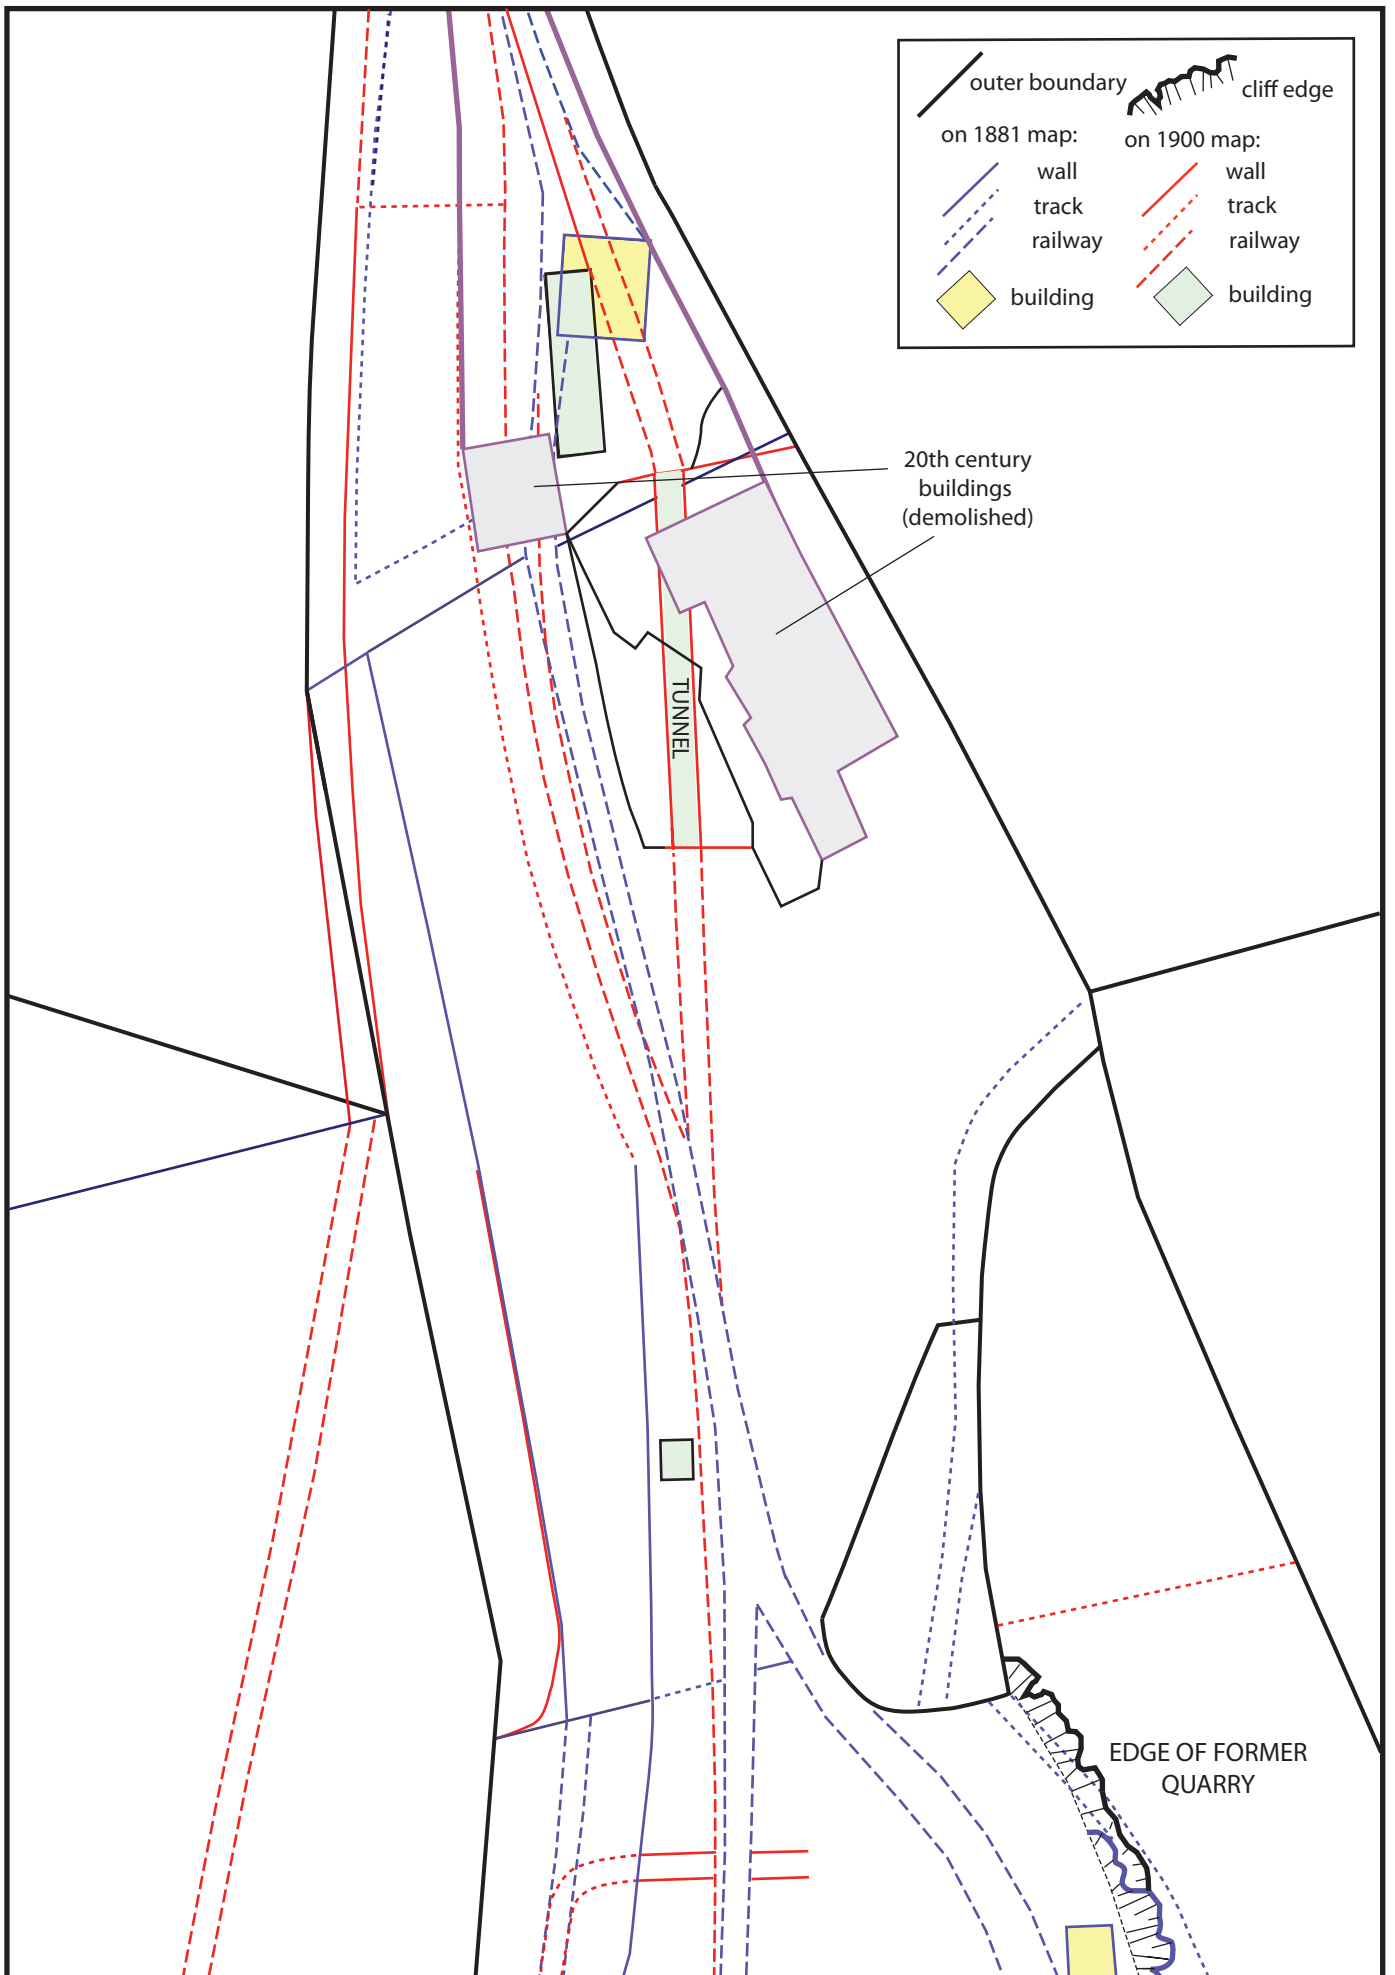 outer boundary
cliff edge
on 1881 map:
on 1900 map:
wall
wall
track
track
railway
railway
building
building
20th century
buildings
(demolished)
TUNNEL
EDGE OF FORMER
QUARRY